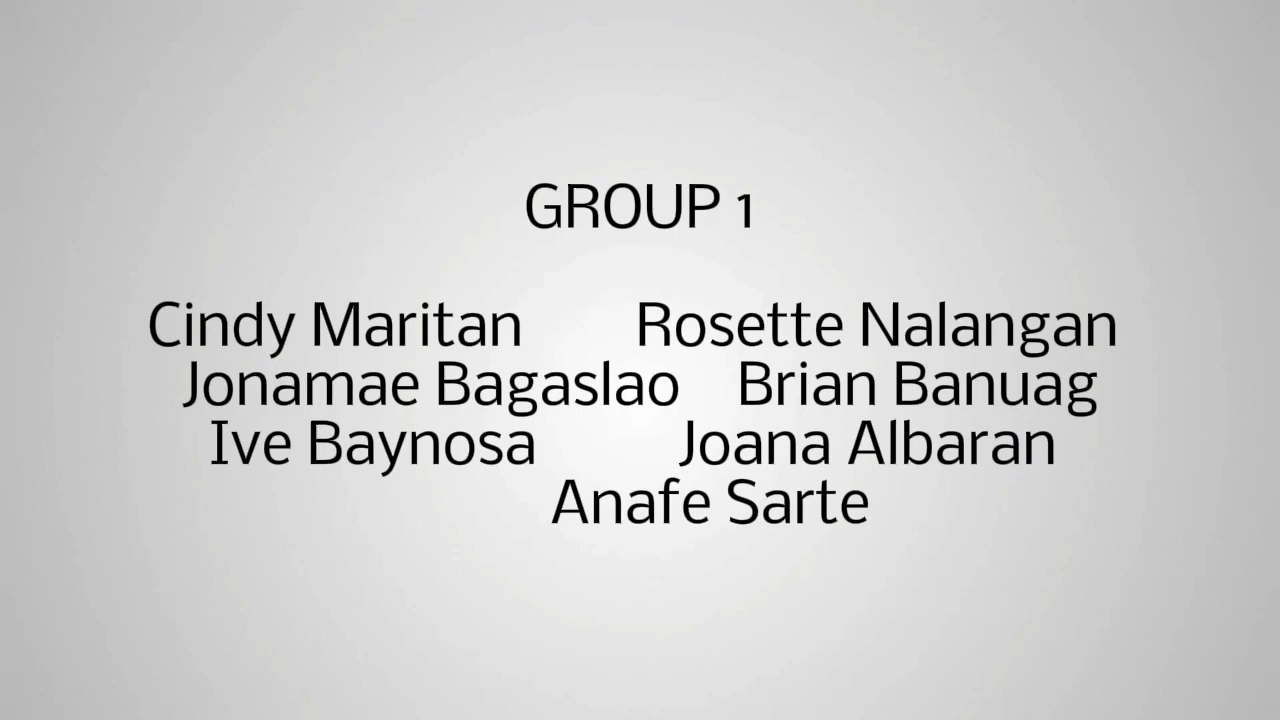 GROUP 1
Cindy Maritan Rosette Nalangan
Jonamae Bagaslao Brian Banuag
Ive Baynosa Joana Albaran
Anafe Sarte